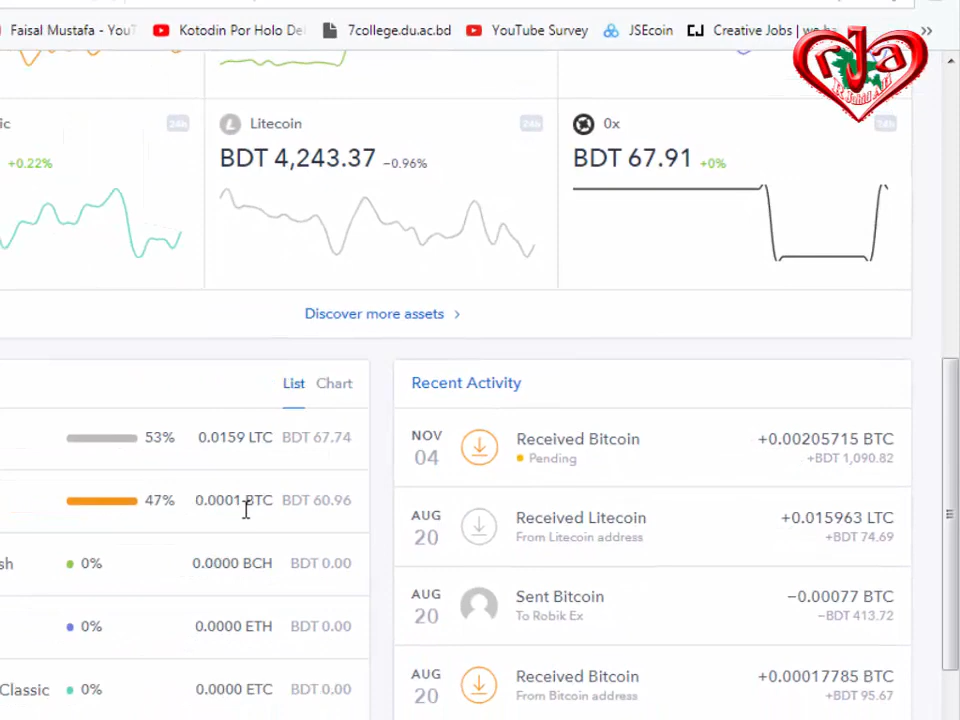 Faisal Mustafa - You Kotodin Por Holo De 7college.du.ac.bd YouTube Survey JSEcoin Creative Jobs | we »
rja
ic 24h Litecoin 24h 0x 24h
+0.22% BDT 4,243.37 −0.96% BDT 67.91 +0%
Discover more assets >
List Chart
53% 0.0159 LTC BDT 67.74
47% 0.0001 BTC BDT 60.96
sh 0% 0.0000 BCH BDT 0.00
0% 0.0000 ETH BDT 0.00
Classic 0% 0.0000 ETC BDT 0.00
Recent Activity
NOV 04 Received Bitcoin +0.00205715 BTC
Pending +BDT 1,090.82
AUG 20 Received Litecoin +0.015963 LTC
From Litecoin address +BDT 74.69
AUG 20 Sent Bitcoin −0.00077 BTC
To Robik Ex −BDT 413.72
AUG 20 Received Bitcoin +0.00017785 BTC
From Bitcoin address +BDT 95.67